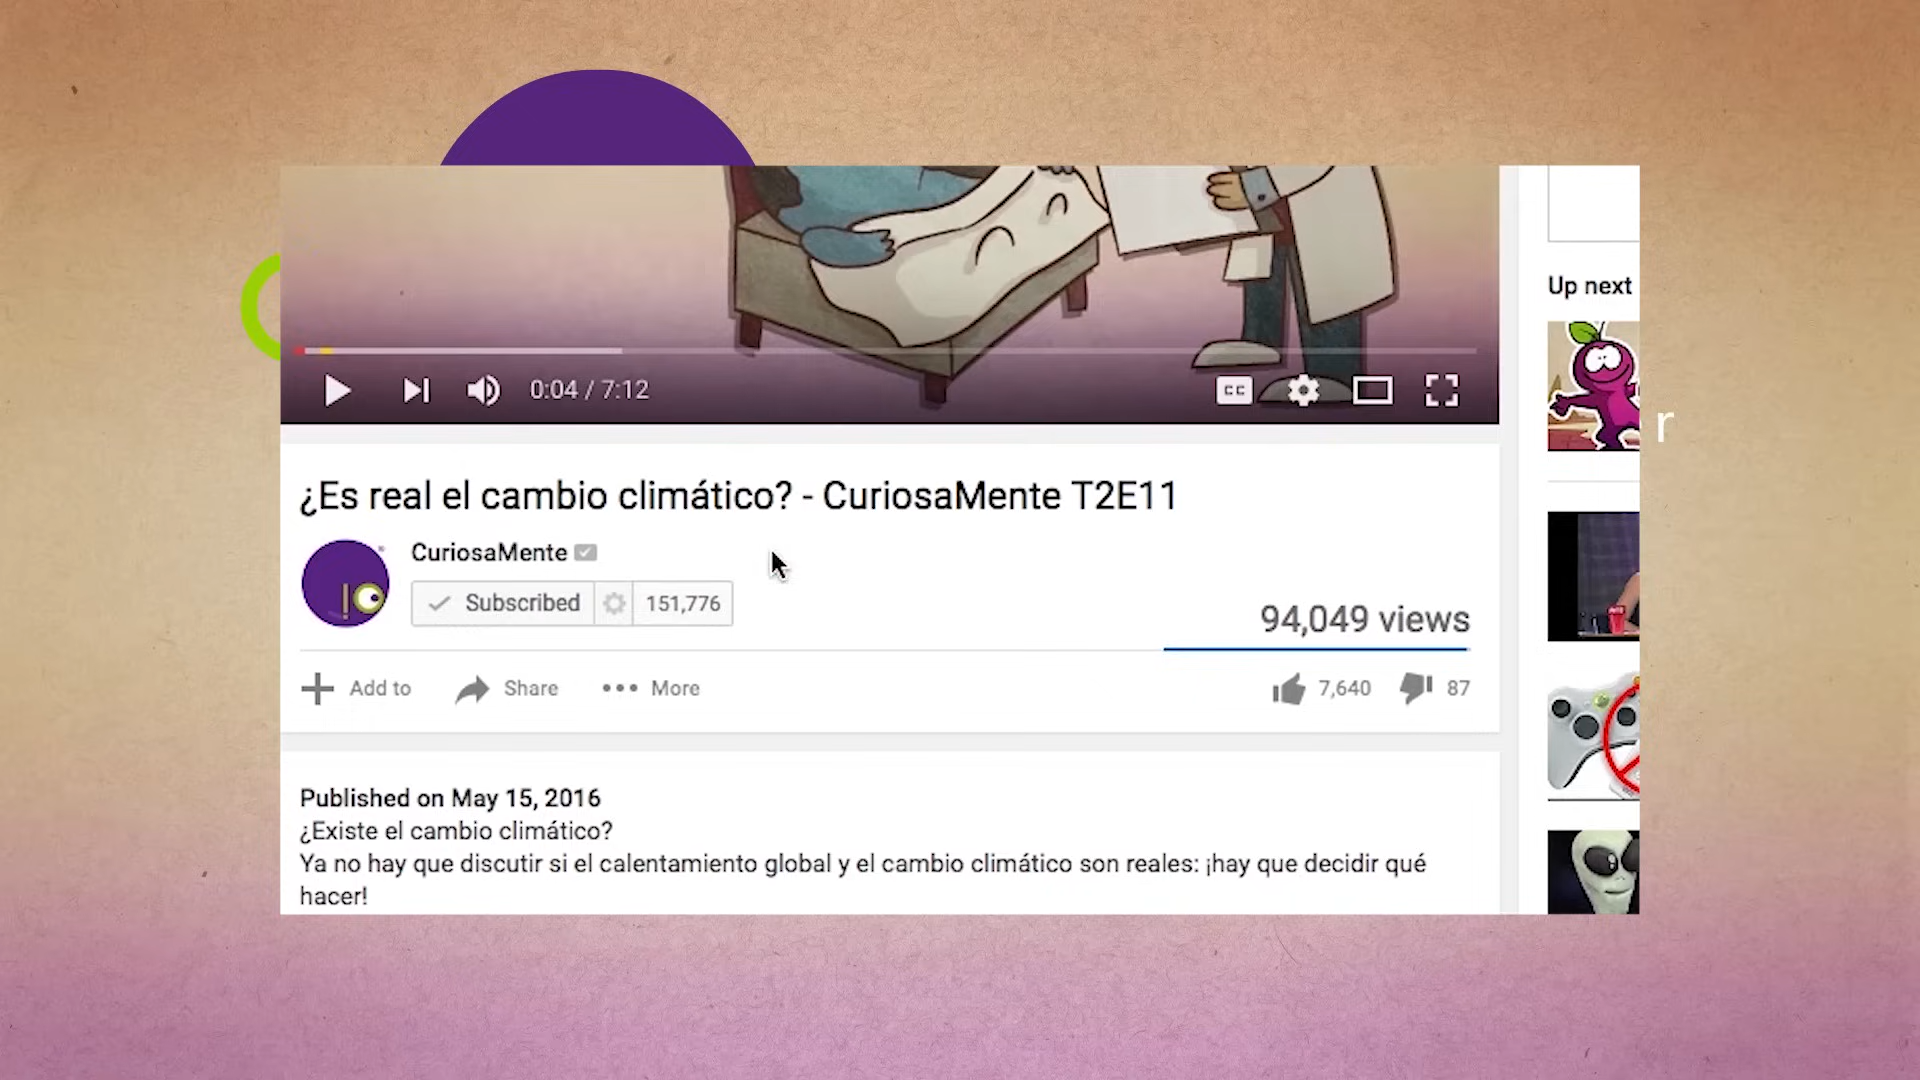 Up next
0:04 / 7:12
CC
r
¿Es real el cambio climático? - CuriosaMente T2E11
CuriosaMente
Subscribed
151,776
94,049 views
Add to
Share
More
7,640
87
Published on May 15, 2016
¿Existe el cambio climático?
Ya no hay que discutir si el calentamiento global y el cambio climático son reales: ¡hay que decidir qué
hacer!